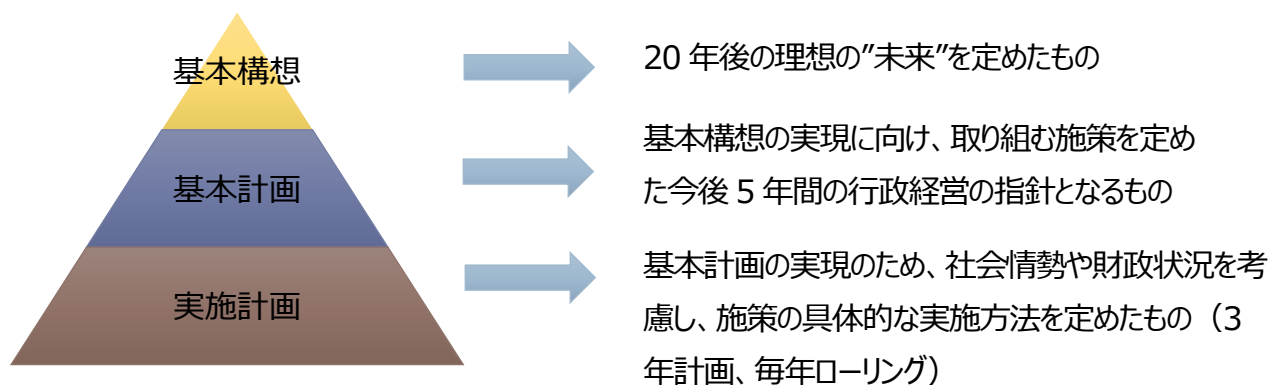 基本構想
20 年後の理想の”未来”を定めたもの
基本計画
基本構想の実現に向け、取り組む施策を定め
た今後 5 年間の行政経営の指針となるもの
実施計画
基本計画の実現のため、社会情勢や財政状況を考
慮し、施策の具体的な実施方法を定めたもの（3
年計画、毎年ローリング）